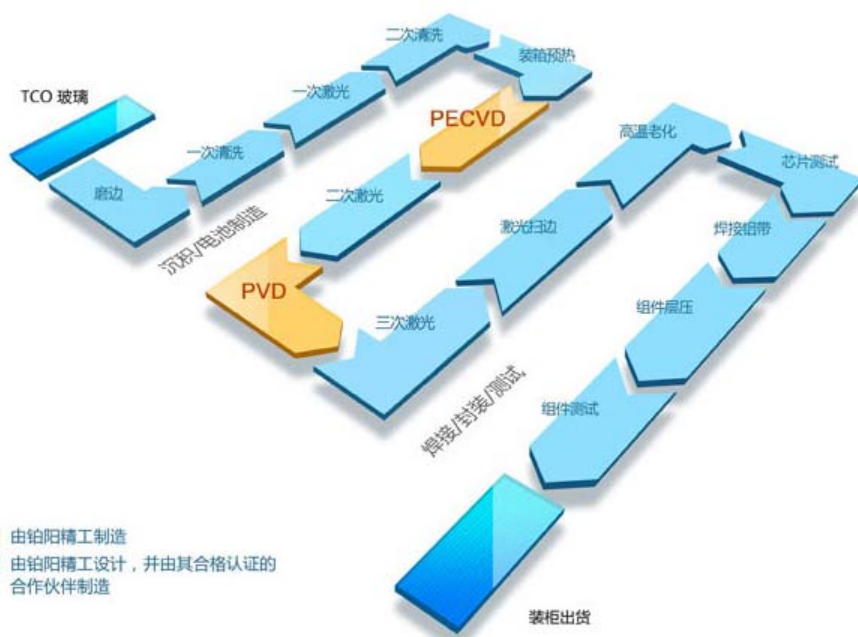 TCO 玻璃
磨边
一次清洗
一次激光
二次清洗
装箱预热
PECVD
二次激光
PVD
三次激光
激光扫边
高温老化
芯片测试
焊接铝带
组件层压
组件测试
装柜出货
沉积/电池制造
焊接/封装/测试
由铂阳精工制造
由铂阳精工设计，并由其合格认证的
合作伙伴制造